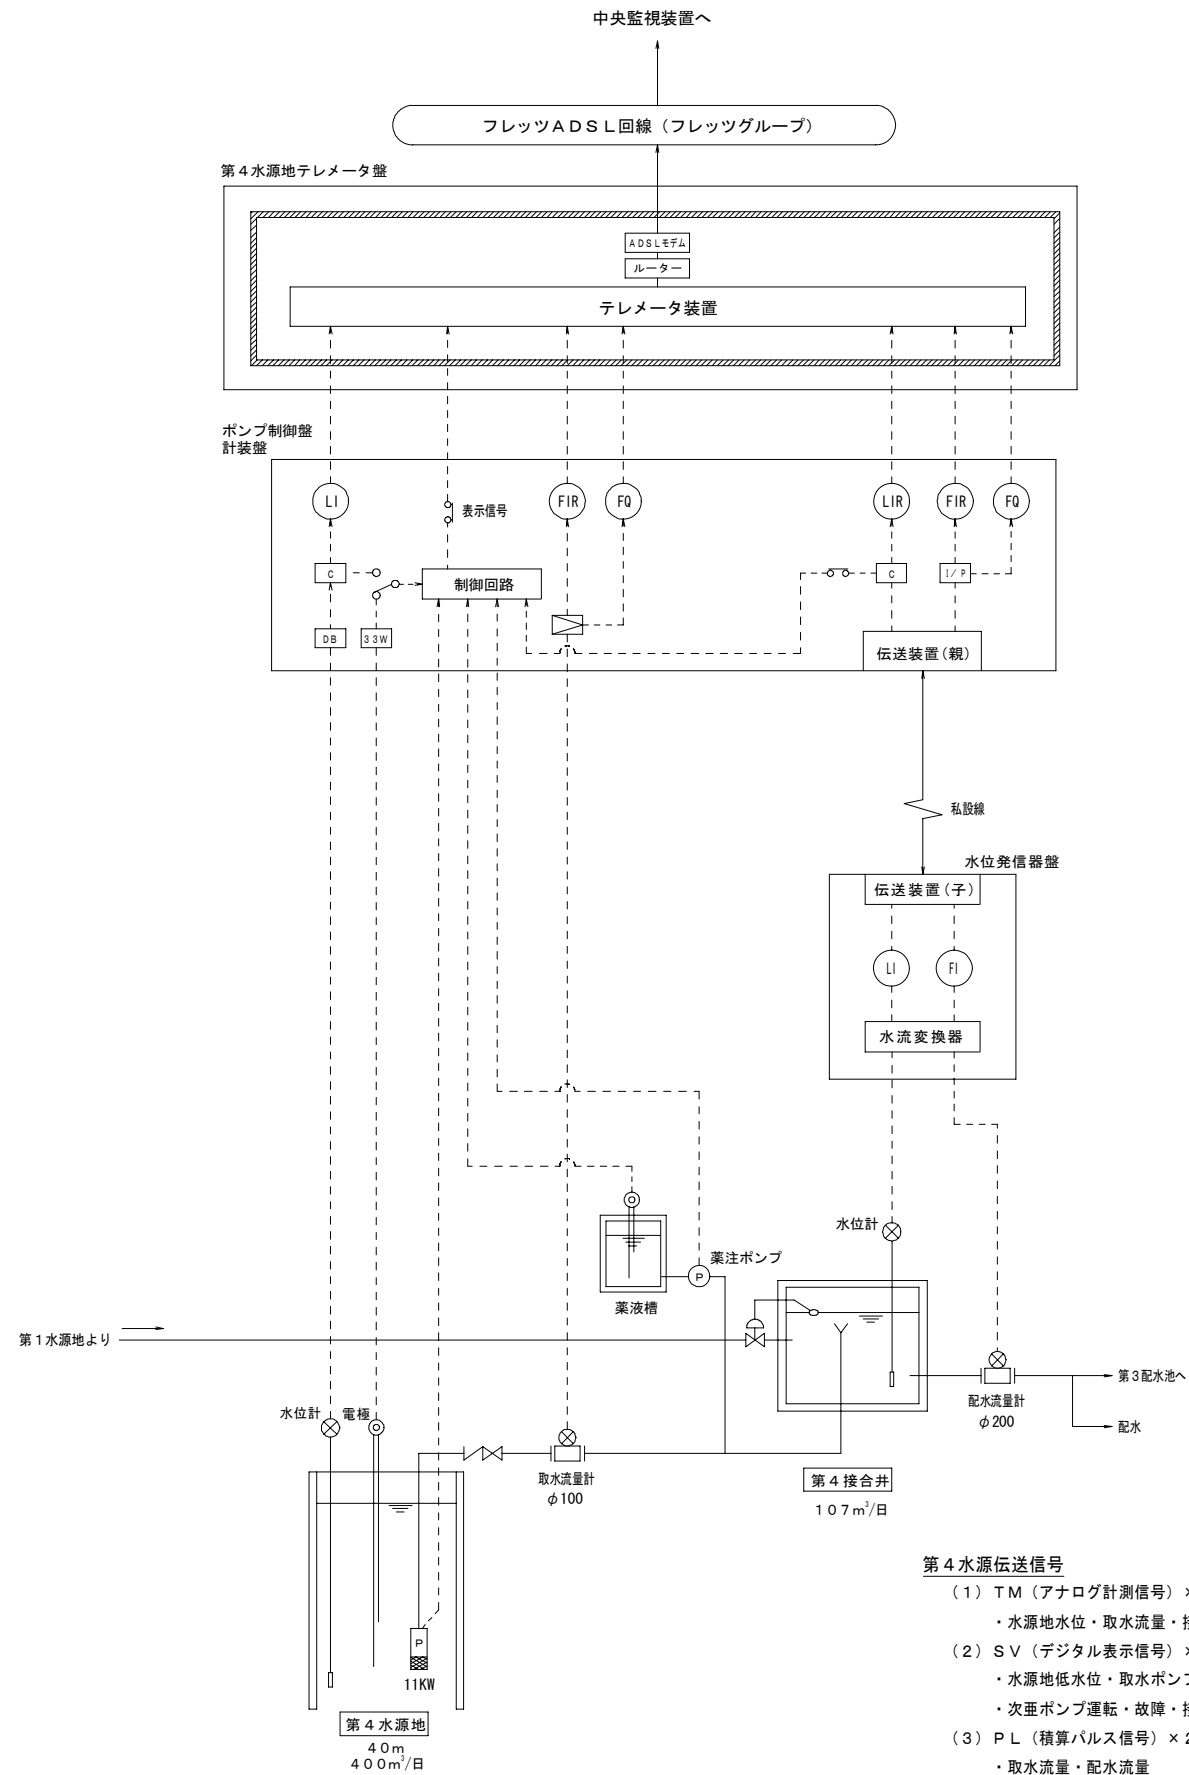 中央監視装置へ
フレッツADSL回線（フレッツグループ）
第4水源地テレメータ盤
ADSLモデム
ルーター
テレメータ装置
ポンプ制御盤
計装盤
LI
FIR
FQ
LIR
FIR
FQ
表示信号
C
制御回路
C
I/P
DB
33W
伝送装置(親)
私設線
水位発信器盤
伝送装置(子)
LI
FI
水流変換器
水位計
薬注ポンプ
P
薬液槽
第1水源地より
第3配水池へ
配水流量計
φ200
配水
水位計
電極
取水流量計
φ100
第4接合井
107m³/日
P
11KW
第4水源地
40m
400m³/日
第4水源伝送信号
(1) TM（アナログ計測信号）×
・水源地水位・取水流量・接
(2) SV（デジタル表示信号）×
・水源地低水位・取水ポンプ
・次亜ポンプ運転・故障・接
(3) PL（積算パルス信号）×2
・取水流量・配水流量